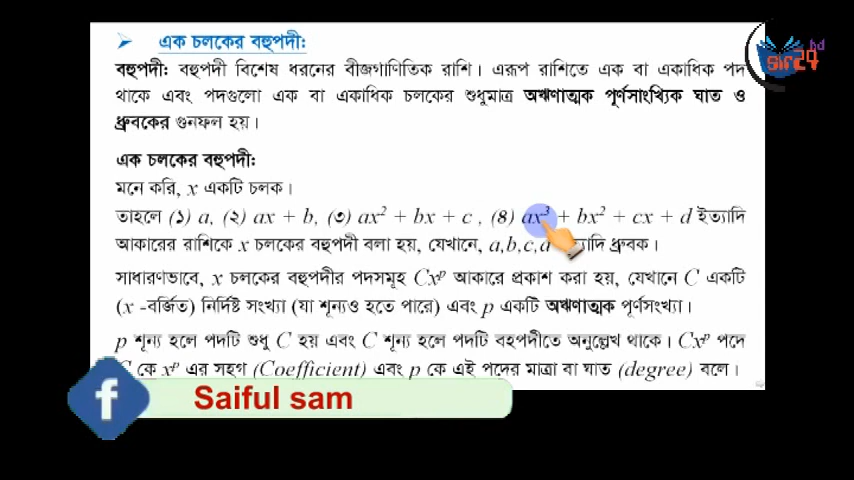 এক চলকের বহুপদী:
বহুপদী: বহুপদী বিশেষ ধরনের বীজগাণিতিক রাশি। এরূপ রাশিতে এক বা একাধিক পদ
থাকে এবং পদগুলো এক বা একাধিক চলকের শুধুমাত্র অঋণাত্মক পূর্ণসাংখ্যিক ঘাত ও
ধ্রুবকের গুনফল হয়।
এক চলকের বহুপদী:
মনে করি, x একটি চলক।
তাহলে (১) a, (২) ax + b, (৩) ax² + bx + c , (৪) ax³ + bx² + cx + d ইত্যাদি
আকারের রাশিকে x চলকের বহুপদী বলা হয়, যেখানে, a,b,c,d ধ্রুবক।
সাধারণভাবে, x চলকের বহুপদীর পদসমূহ Cxᵖ আকারে প্রকাশ করা হয়, যেখানে C একটি
(x -বর্জিত) নির্দিষ্ট সংখ্যা (যা শূন্যও হতে পারে) এবং p একটি অঋণাত্মক পূর্ণসংখ্যা।
p শূন্য হলে পদটি শুধু C হয় এবং C শূন্য হলে পদটি বহপদীতে অনুল্লেখ থাকে। Cxᵖ পদে
C কে xᵖ এর সহগ (Coefficient) এবং p কে এই পদের মাত্রা বা ঘাত (degree) বলে।
Saiful sam